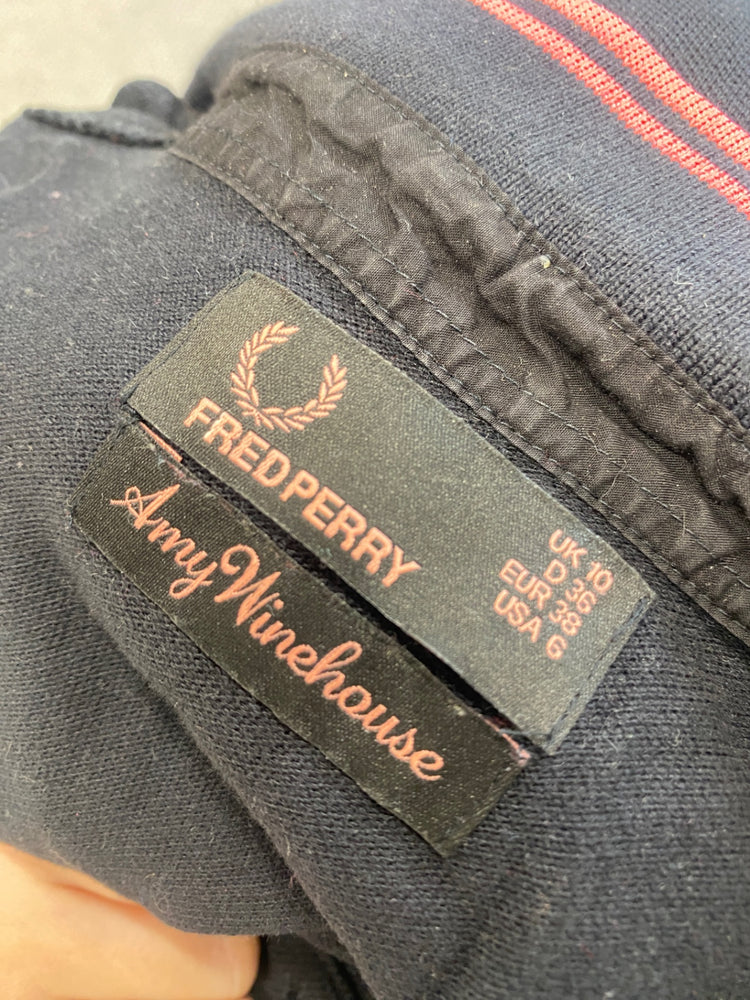 FRED PERRY
UK 10
D 36
EUR 38
USA 6
Amy Winehouse